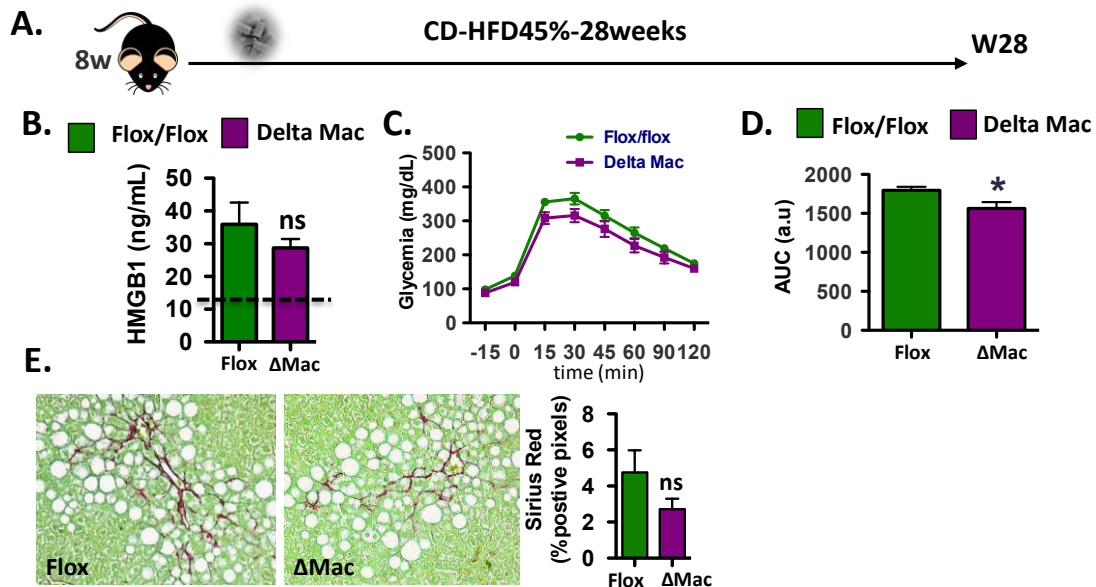 A.
8w
CD-HFD45%-28weeks
W28
B.
Flox/Flox
Delta Mac
HMGB1 (ng/mL)
50
40
30
20
10
0
ns
Flox
ΔMac
C.
Flox/flox
Delta Mac
Glycemia (mg/dL)
500
400
300
200
100
0
-15 0 15 30 45 60 90 120
time (min)
D.
Flox/Flox
Delta Mac
AUC (a.u)
2000
1500
1000
500
0
*
Flox
ΔMac
E.
Flox
ΔMac
Sirius Red
(%postive pixels)
8
6
4
2
0
ns
Flox
ΔMac